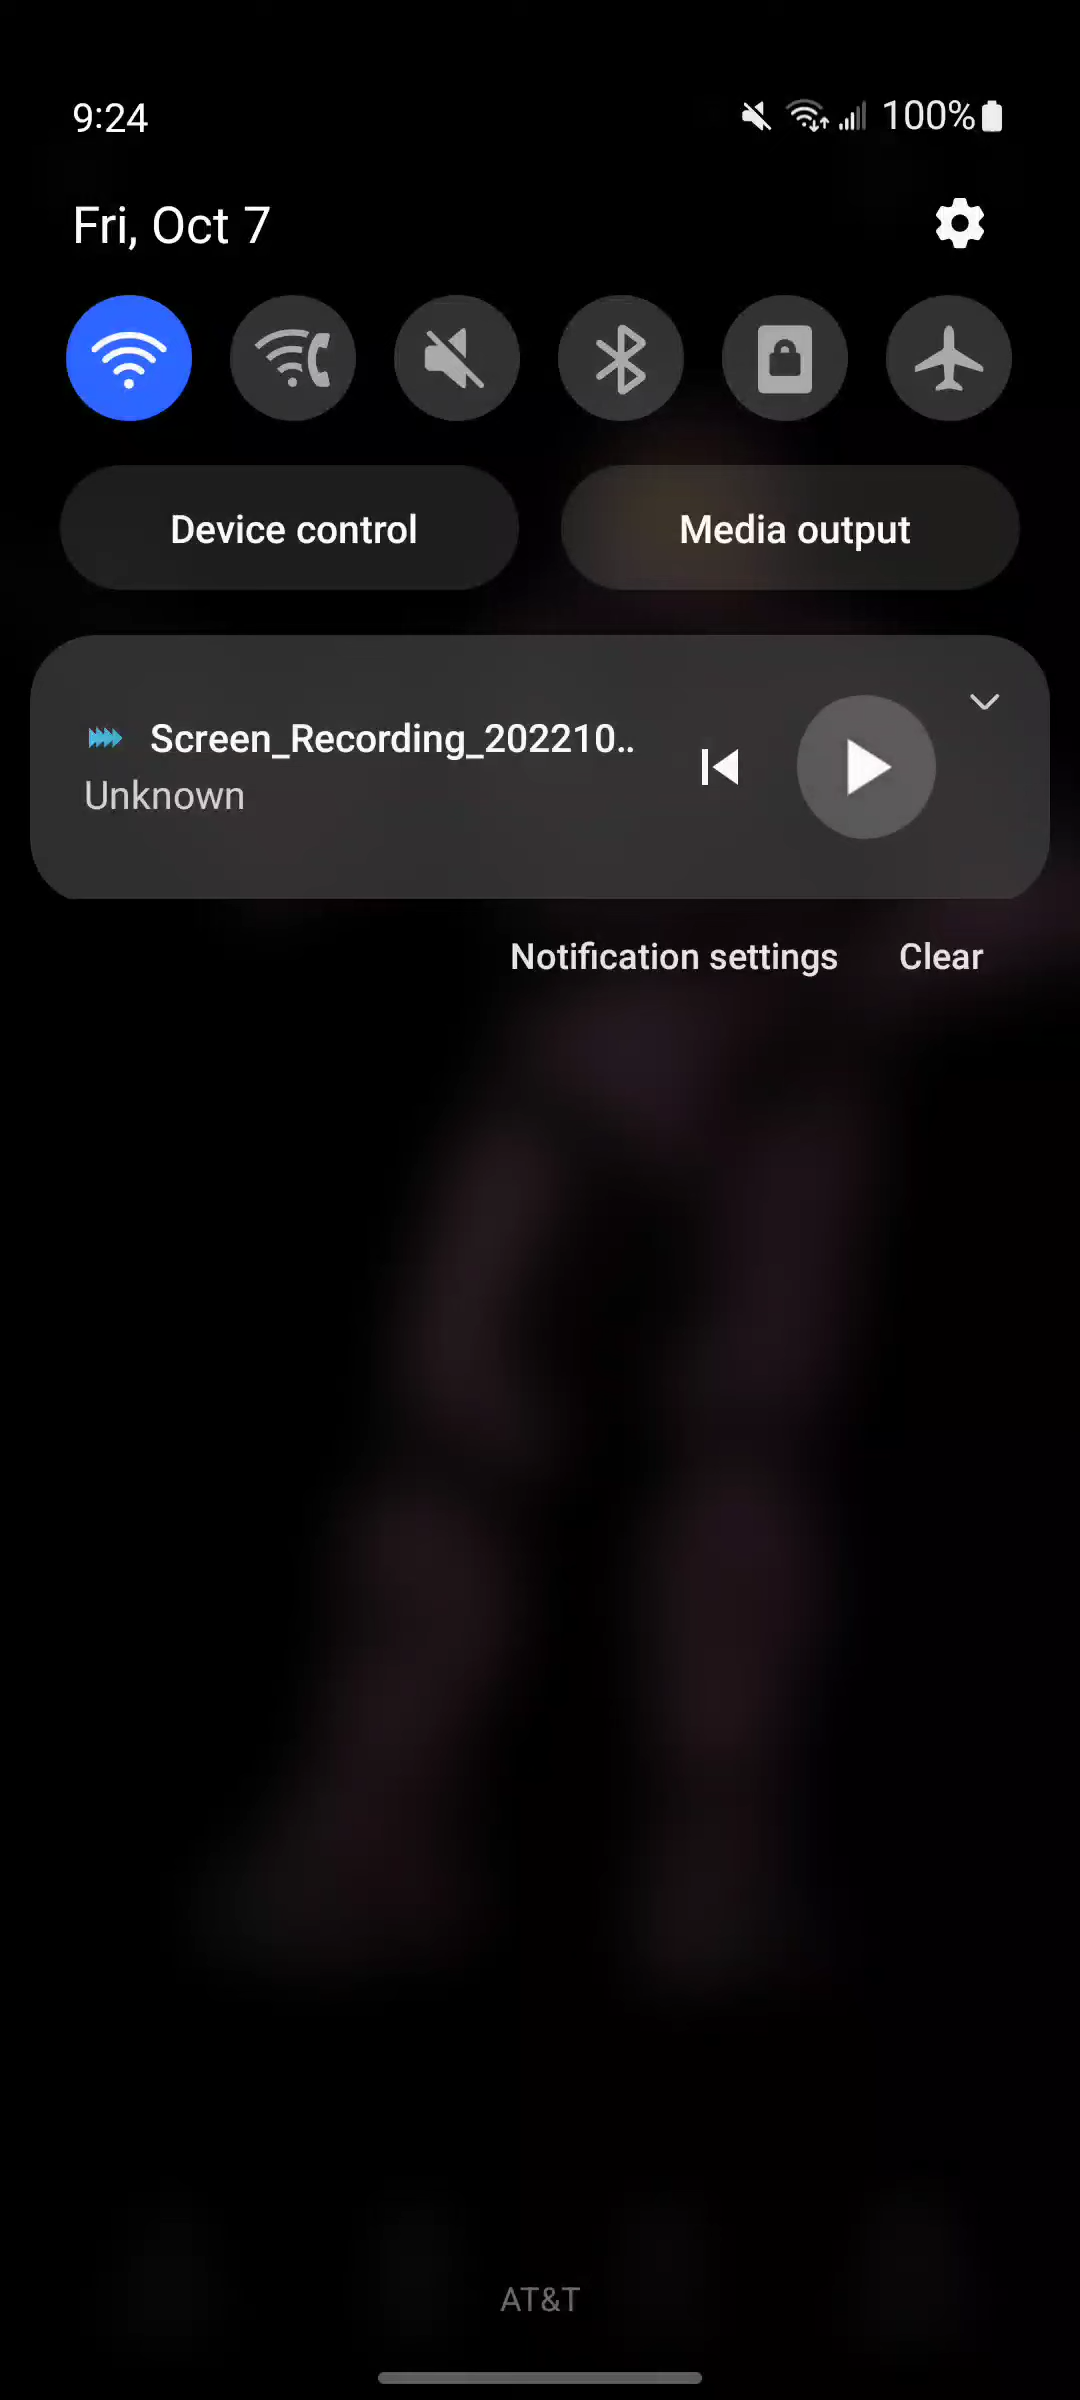 9:24
100%
Fri, Oct 7
Device control
Media output
Screen_Recording_202210..
Unknown
Notification settings
Clear
AT&T